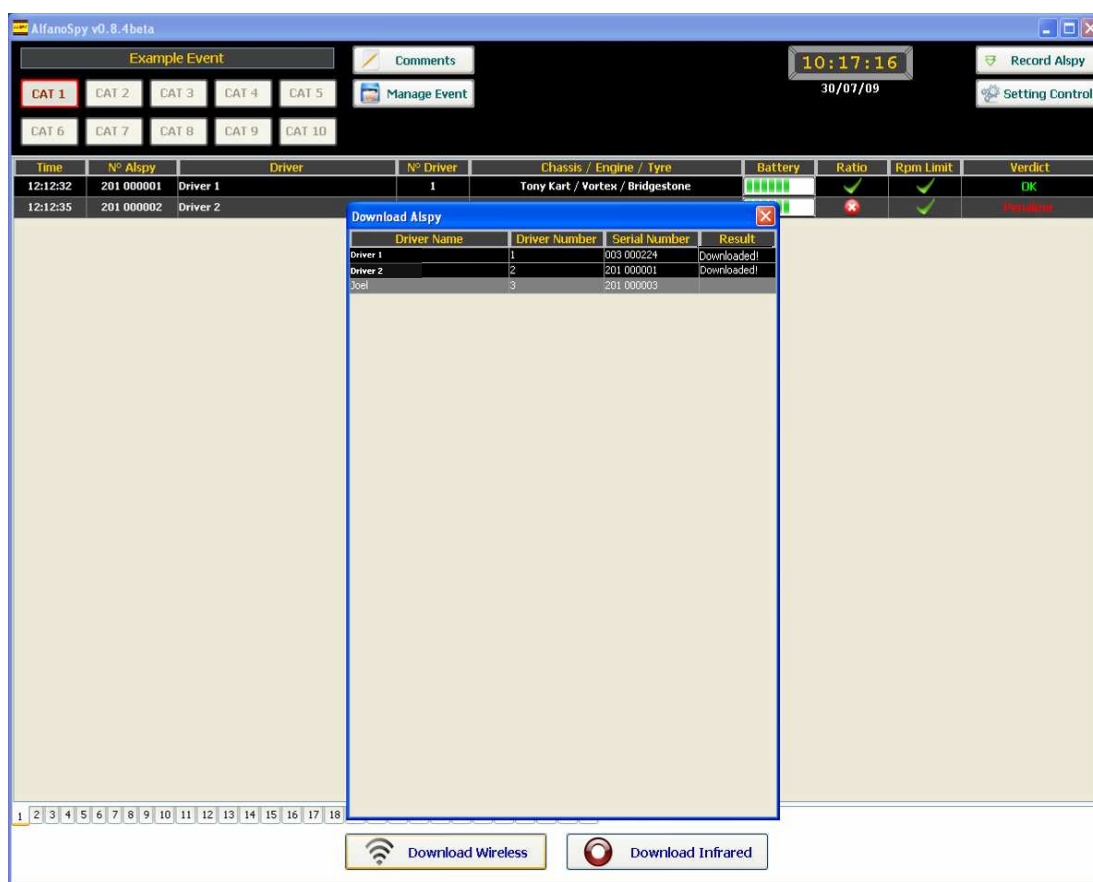 AlfanoSpy v0.8.4beta
Example Event
Comments
10:17:16
Record Alspy
CAT 1 CAT 2 CAT 3 CAT 4 CAT 5
Manage Event
30/07/09
Setting Control
CAT 6 CAT 7 CAT 8 CAT 9 CAT 10
Time Nº Alspy Driver Nº Driver Chassis / Engine / Tyre Battery Ratio Rpm Limit Verdict
12:12:32 201 000001 Driver 1 1 Tony Kart / Vortex / Bridgestone OK
12:12:35 201 000002 Driver 2
Download Alspy
Driver Name Driver Number Serial Number Result
Driver 1 1 003 000224 Downloaded!
Driver 2 2 201 000001 Downloaded!
Joel 3 201 000003
1 2 3 4 5 6 7 8 9 10 11 12 13 14 15 16 17 18
Download Wireless
Download Infrared